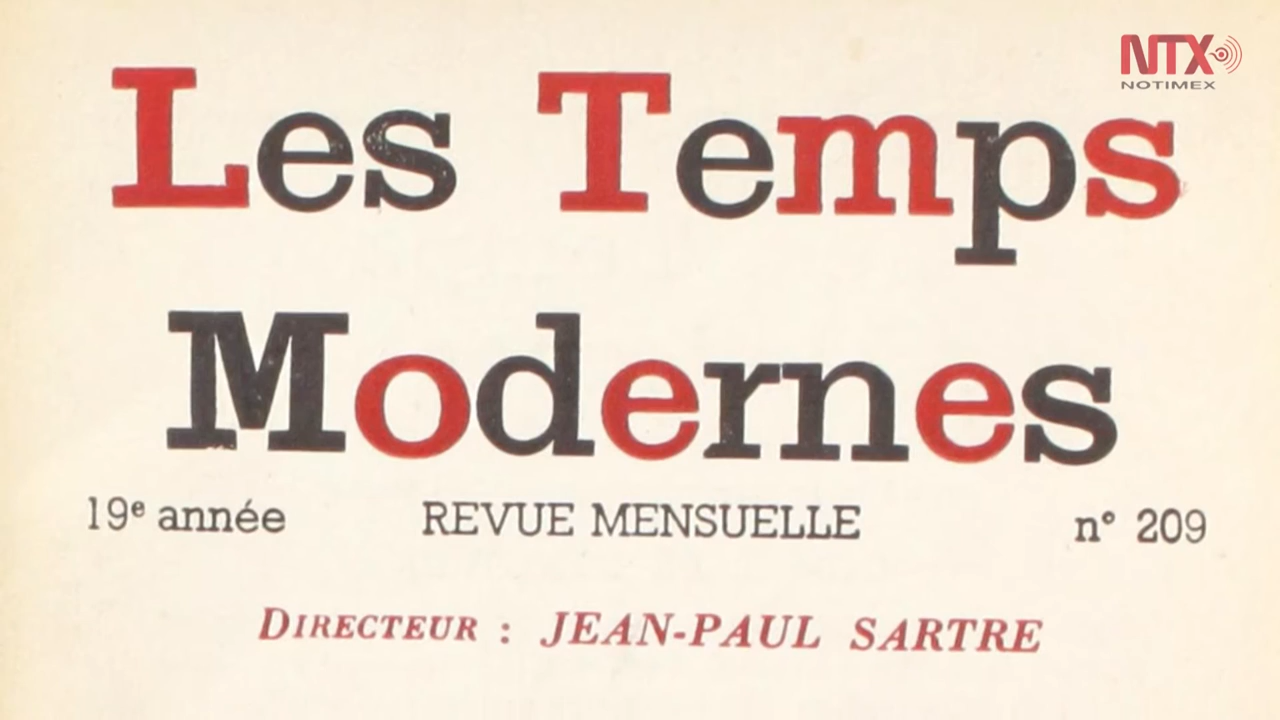 NTX
NOTIMEX
Les Temps
Modernes
19e année REVUE MENSUELLE n° 209
DIRECTEUR : JEAN-PAUL SARTRE